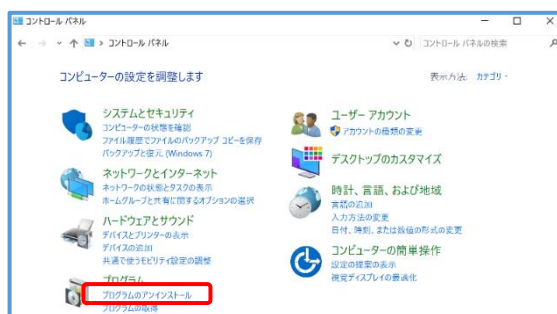 コントロール パネル
コントロール パネル
コントロール パネルの検索
コンピューターの設定を調整します
表示方法: カテゴリ
システムとセキュリティ
コンピューターの状態を確認
ファイル履歴でファイルのバックアップ コピーを保存
バックアップと復元 (Windows 7)
ネットワークとインターネット
ネットワークの状態とタスクの表示
ホームグループと共有に関するオプションの選択
ハードウェアとサウンド
デバイスとプリンターの表示
デバイスの追加
共通で使うモビリティ設定の調整
プログラム
プログラムのアンインストール
プログラムの取得
ユーザー アカウント
アカウントの種類の変更
デスクトップのカスタマイズ
時計、言語、および地域
言語の追加
入力方法の変更
日付、時刻、または数値の形式の変更
コンピューターの簡単操作
設定の提案の表示
視覚ディスプレイの最適化